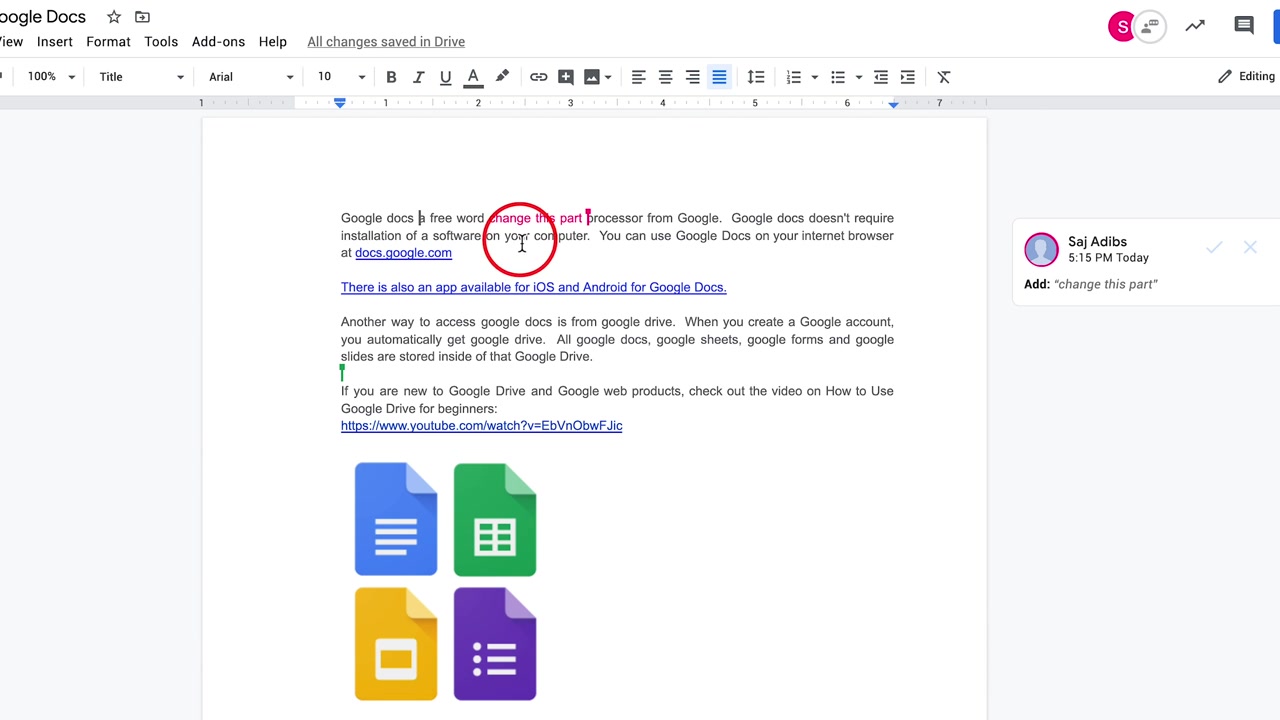 oogle Docs
View Insert Format Tools Add-ons Help All changes saved in Drive
S
100% Title Arial 10 B I U A Editing
1 1 2 3 4 5 6 7
Google docs a free word change this part processor from Google. Google docs doesn't require
installation of a software on your computer. You can use Google Docs on your internet browser
at docs.google.com
There is also an app available for iOS and Android for Google Docs.
Another way to access google docs is from google drive. When you create a Google account,
you automatically get google drive. All google docs, google sheets, google forms and google
slides are stored inside of that Google Drive.
If you are new to Google Drive and Google web products, check out the video on How to Use
Google Drive for beginners:
https://www.youtube.com/watch?v=EbVnObwFJic
Saj Adibs
5:15 PM Today
Add: “change this part”